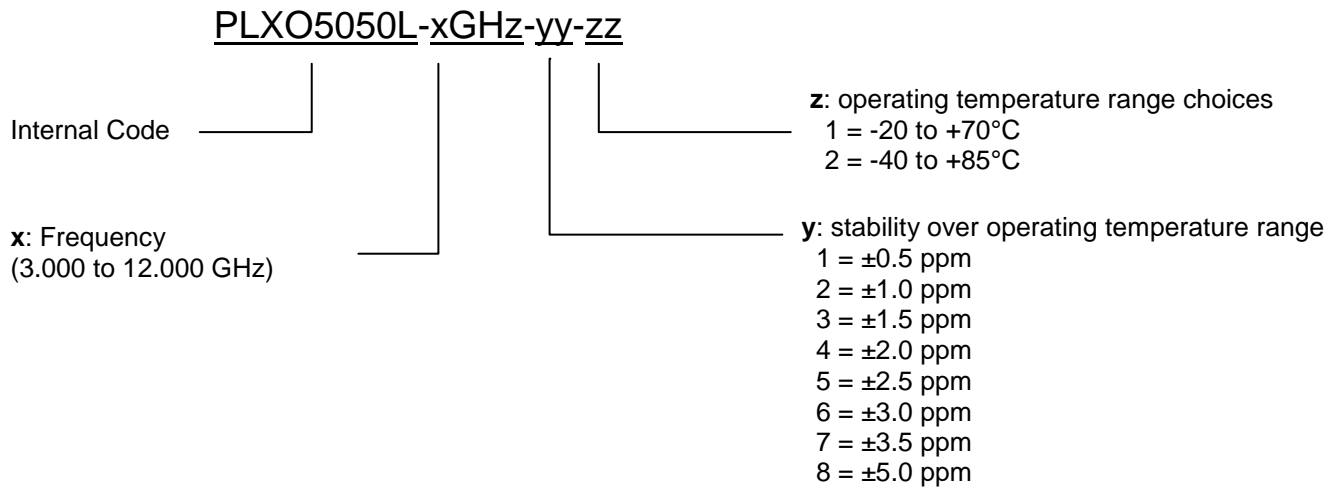 PLXO5050L-xGHz-yy-zz
Internal Code
x: Frequency
(3.000 to 12.000 GHz)
z: operating temperature range choices
1 = -20 to +70°C
2 = -40 to +85°C
y: stability over operating temperature range
1 = ±0.5 ppm
2 = ±1.0 ppm
3 = ±1.5 ppm
4 = ±2.0 ppm
5 = ±2.5 ppm
6 = ±3.0 ppm
7 = ±3.5 ppm
8 = ±5.0 ppm